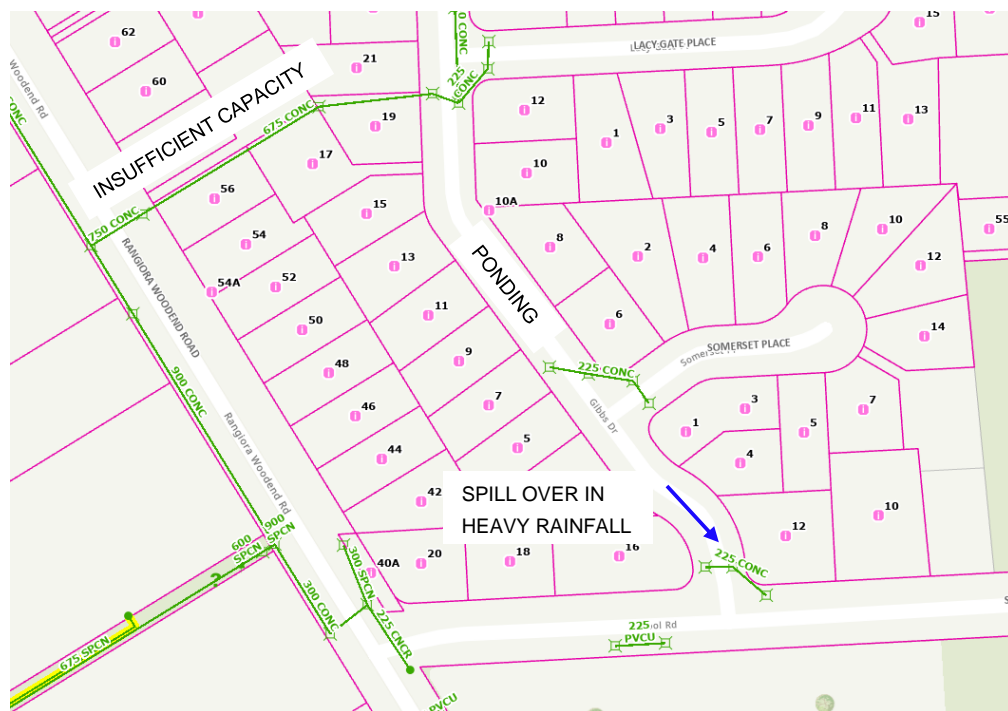 15
62
LACY GATE PLACE
21
60
Woodend Rd
0 CONC
225
CONC
CONC
INSUFFICIENT CAPACITY
675 CONC
19
12
1
3
5
7
9
11
13
17
10
56
15
10A
750 CONC
54
8
2
4
6
8
10
55
13
12
54A
52
RANGIORA WOODEND ROAD
PONDING
50
11
6
14
SOMERSET PLACE
48
9
225 CONC
900 CONC
46
7
Gibbs Dr
3
7
1
5
44
5
4
Rangiora Woodend Rd
42
SPILL OVER IN
HEAVY RAINFALL
10
12
900
SPCN
600
SPCN
?
40A
20
18
16
225 CONC
300 SPCN
300 CONC
225 CNCR
225
ol Rd
PVCU
675 SPCN
S
PVCU